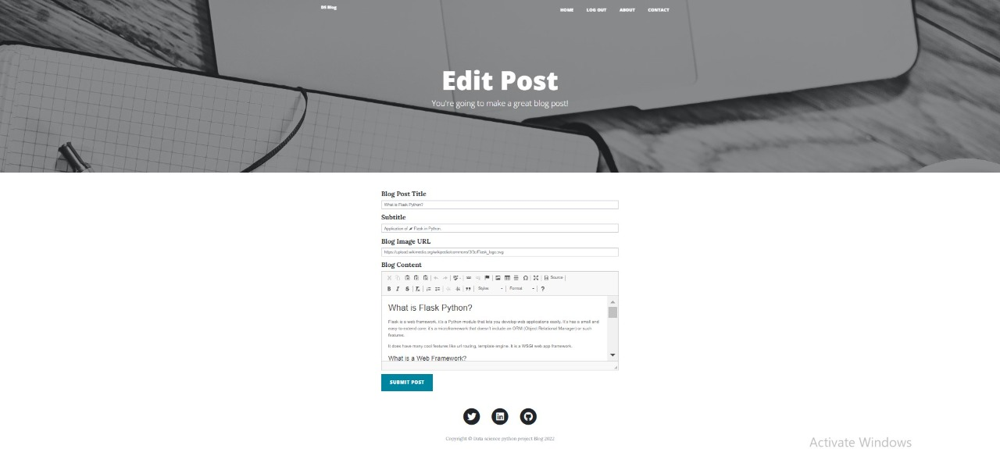 DS Blog
HOME LOG OUT ABOUT CONTACT
Edit Post
You're going to make a great blog post!
Blog Post Title
What is Flask Python?
Subtitle
Application of Flask in Python.
Blog Image URL
https://upload.wikimedia.org/wikipedia/commons/3/3c/Flask_logo.svg
Blog Content
Source
B I S Styles Format ?
What is Flask Python?
Flask is a web framework, it's a Python module that lets you develop web applications easily. It's has a small and
easy-to-extend core: it's a microframework that doesn't include an ORM (Object Relational Manager) or such
features.
It does have many cool features like url routing, template engine. It is a WSGI web app framework.
What is a Web Framework?
SUBMIT POST
Copyright © Data science python project Blog 2022
Activate Windows